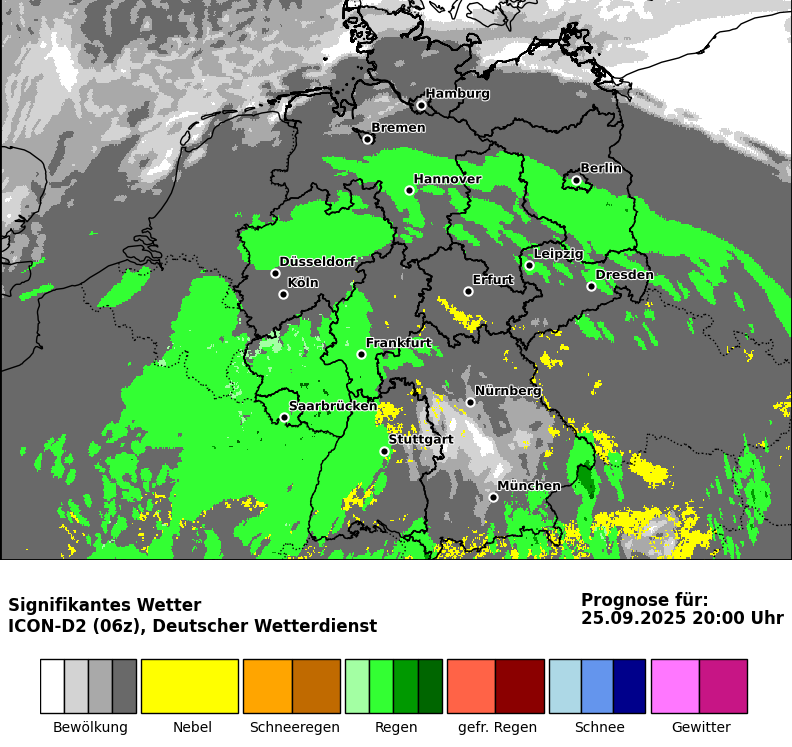 Hamburg
Bremen
Berlin
Hannover
Leipzig
Düsseldorf
Dresden
Köln
Erfurt
Frankfurt
Nürnberg
Saarbrücken
Stuttgart
München
Signifikantes Wetter
ICON-D2 (06z), Deutscher Wetterdienst
Prognose für:
25.09.2025 20:00 Uhr
Bewölkung
Nebel
Schneeregen
Regen
gefr. Regen
Schnee
Gewitter